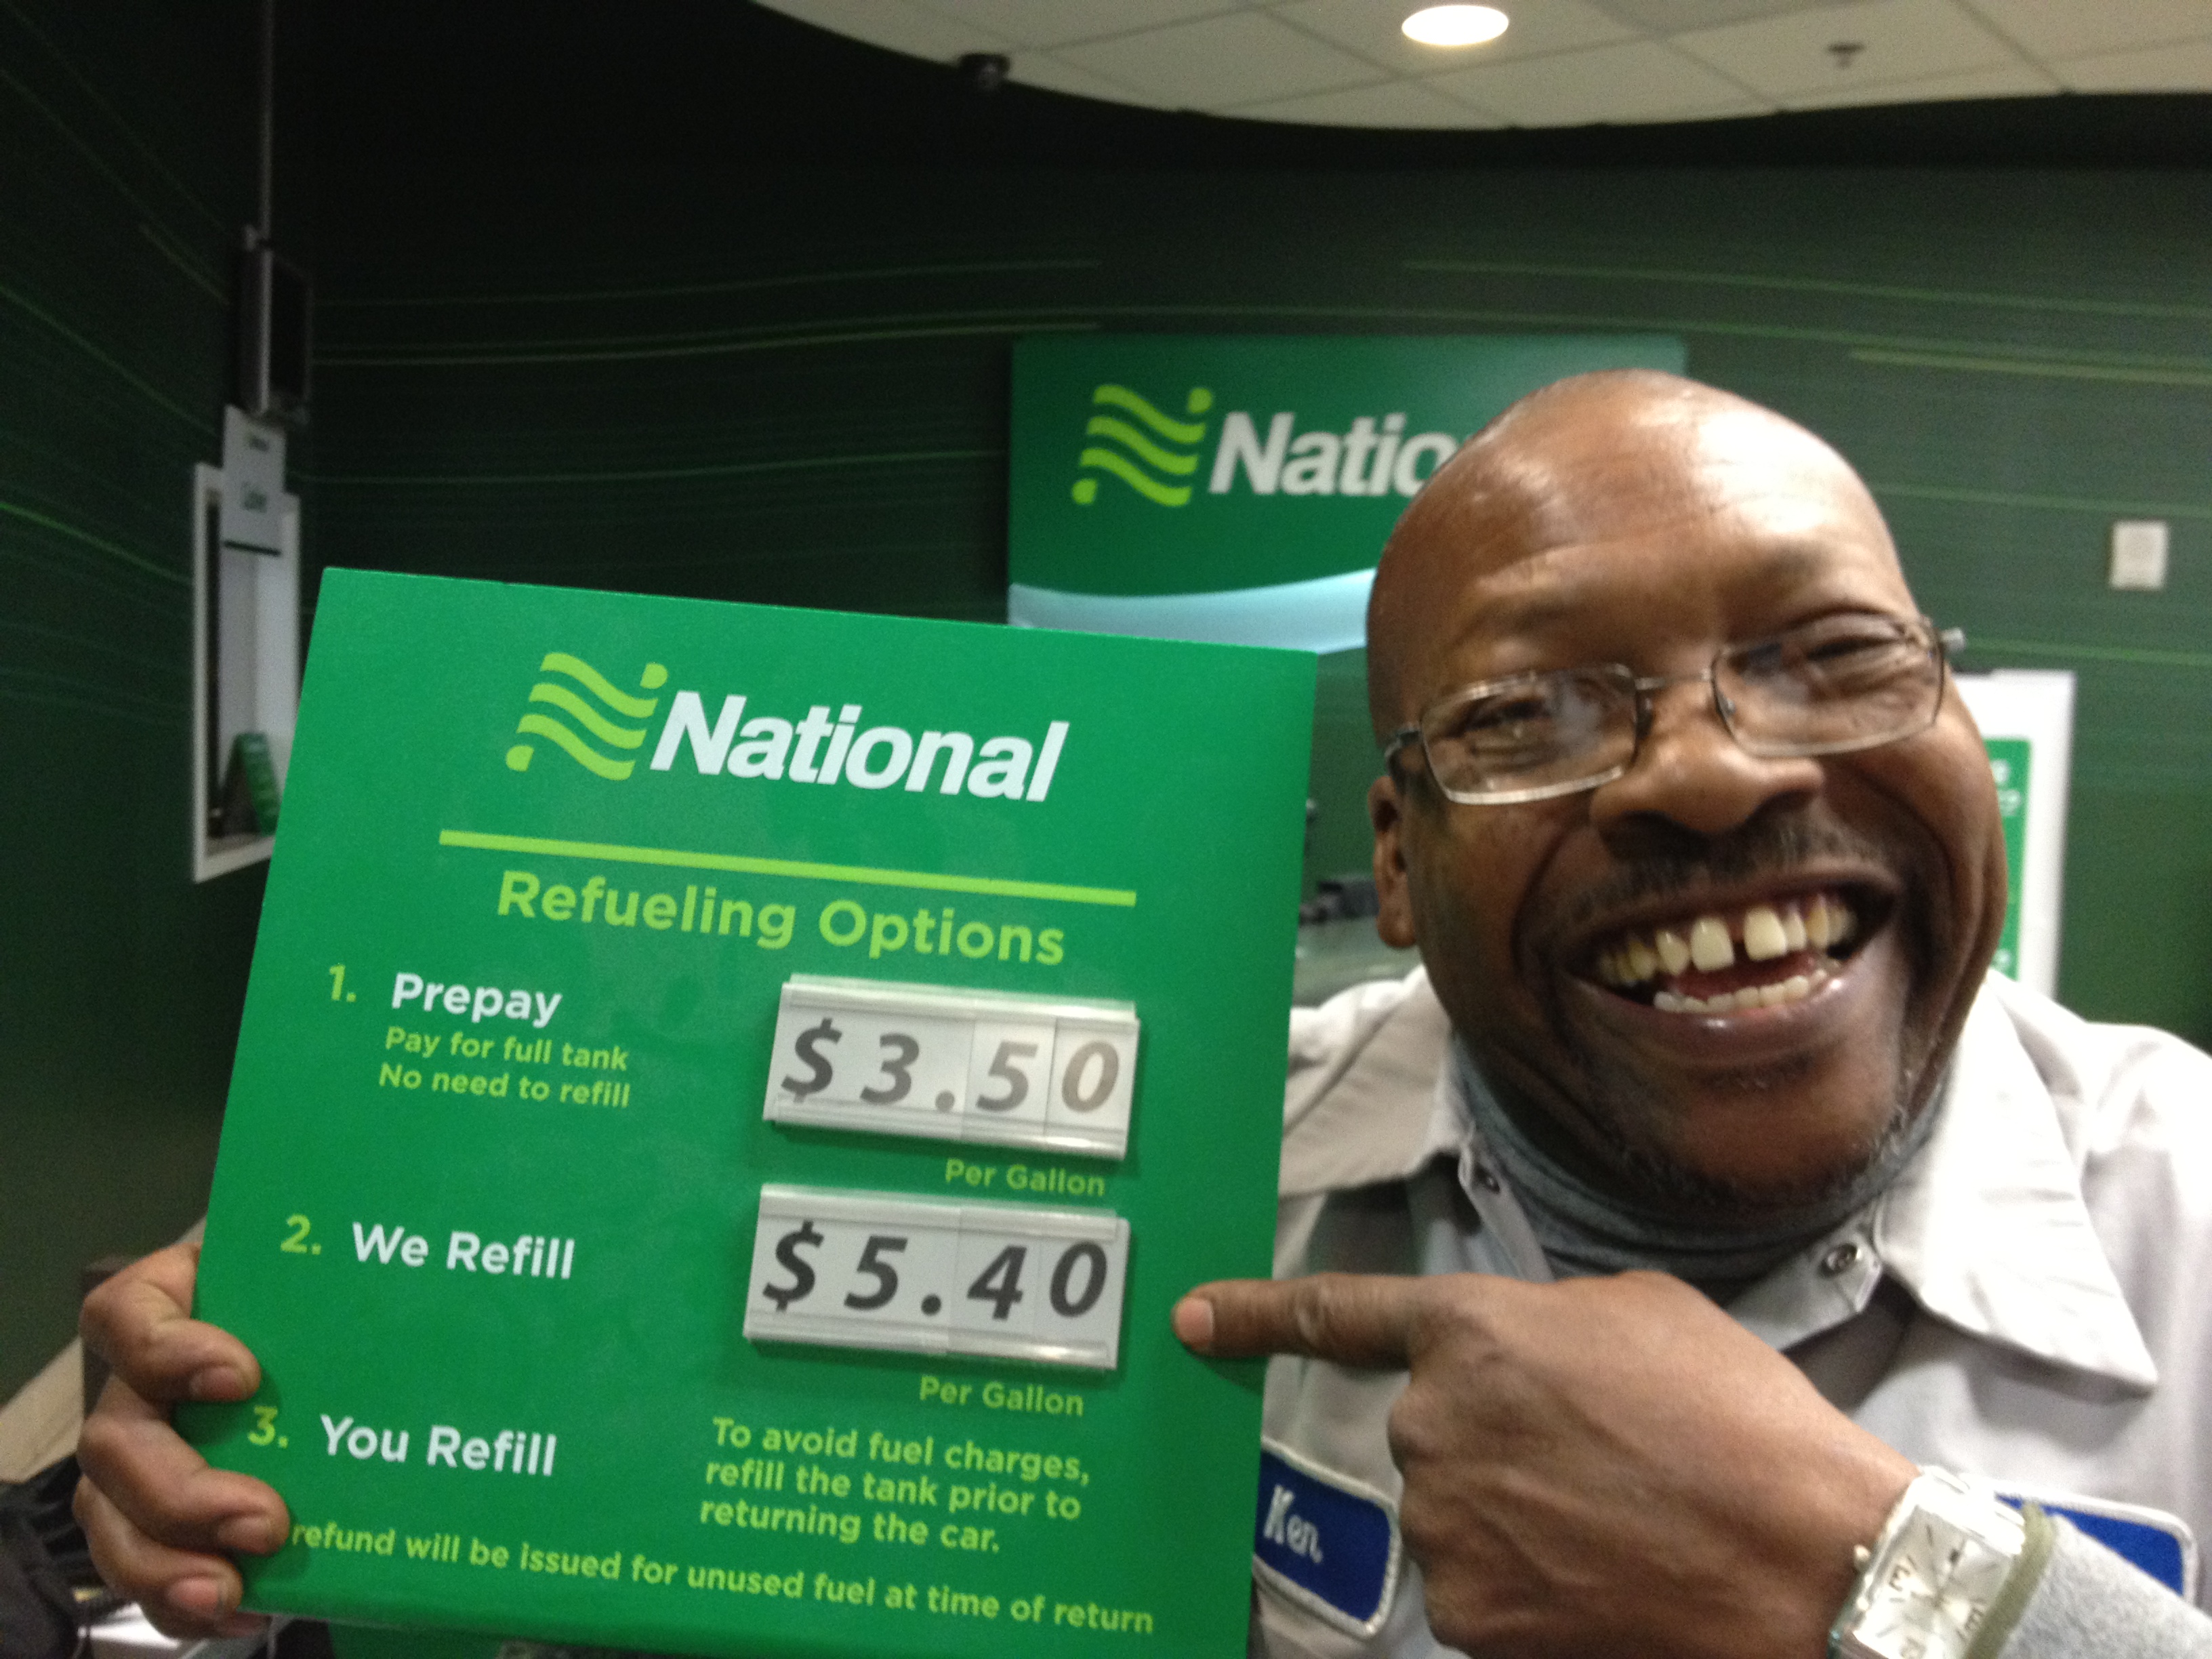 Natio
National
Refueling Options
1. Prepay
Pay for full tank
No need to refill
$3.50
Per Gallon
2. We Refill
$5.40
Per Gallon
3. You Refill
To avoid fuel charges,
refill the tank prior to
returning the car.
refund will be issued for unused fuel at time of return
Ken